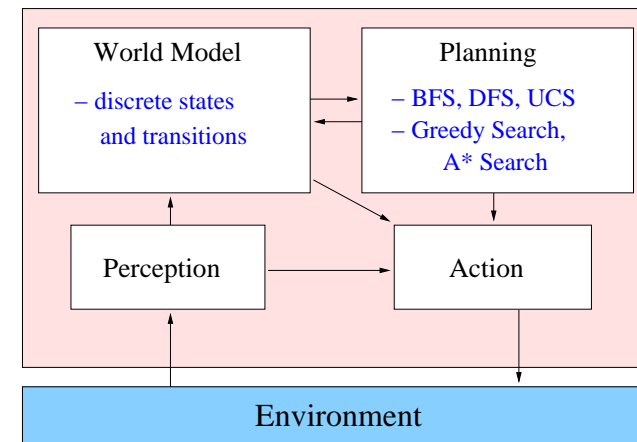 World Model
– discrete states
and transitions
Planning
– BFS, DFS, UCS
– Greedy Search,
A* Search
Perception
Action
Environment